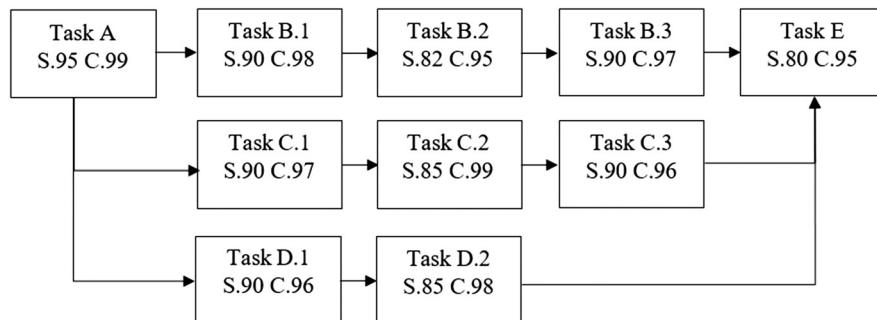 Task A
S.95 C.99
Task B.1
S.90 C.98
Task B.2
S.82 C.95
Task B.3
S.90 C.97
Task E
S.80 C.95
Task C.1
S.90 C.97
Task C.2
S.85 C.99
Task C.3
S.90 C.96
Task D.1
S.90 C.96
Task D.2
S.85 C.98